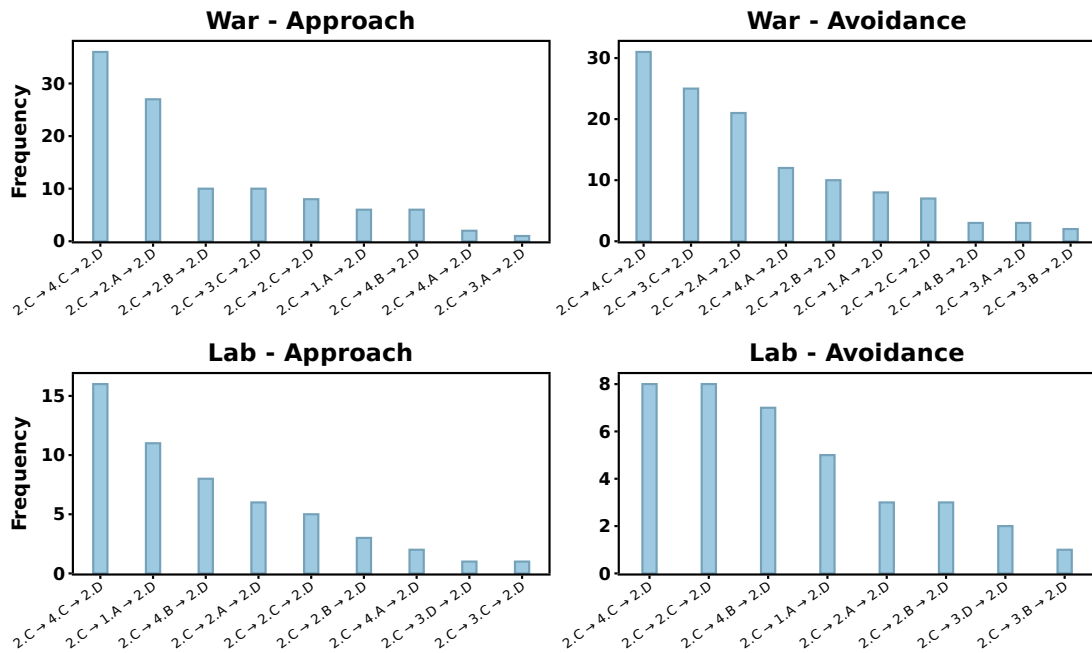 War - Approach
War - Avoidance
Frequency
30
20
10
0
2.C→4.C→2.D
2.C→2.A→2.D
2.C→2.B→2.D
2.C→3.C→2.D
2.C→2.C→2.D
2.C→1.A→2.D
2.C→4.B→2.D
2.C→4.A→2.D
2.C→3.A→2.D
30
20
10
0
2.C→4.C→2.D
2.C→3.C→2.D
2.C→2.A→2.D
2.C→4.A→2.D
2.C→2.B→2.D
2.C→1.A→2.D
2.C→2.C→2.D
2.C→4.B→2.D
2.C→3.A→2.D
2.C→3.B→2.D
Lab - Approach
Lab - Avoidance
Frequency
15
10
5
0
2.C→4.C→2.D
2.C→1.A→2.D
2.C→4.B→2.D
2.C→2.A→2.D
2.C→2.C→2.D
2.C→2.B→2.D
2.C→4.A→2.D
2.C→3.D→2.D
2.C→3.C→2.D
8
6
4
2
0
2.C→4.C→2.D
2.C→2.C→2.D
2.C→4.B→2.D
2.C→1.A→2.D
2.C→2.A→2.D
2.C→2.B→2.D
2.C→3.D→2.D
2.C→3.B→2.D